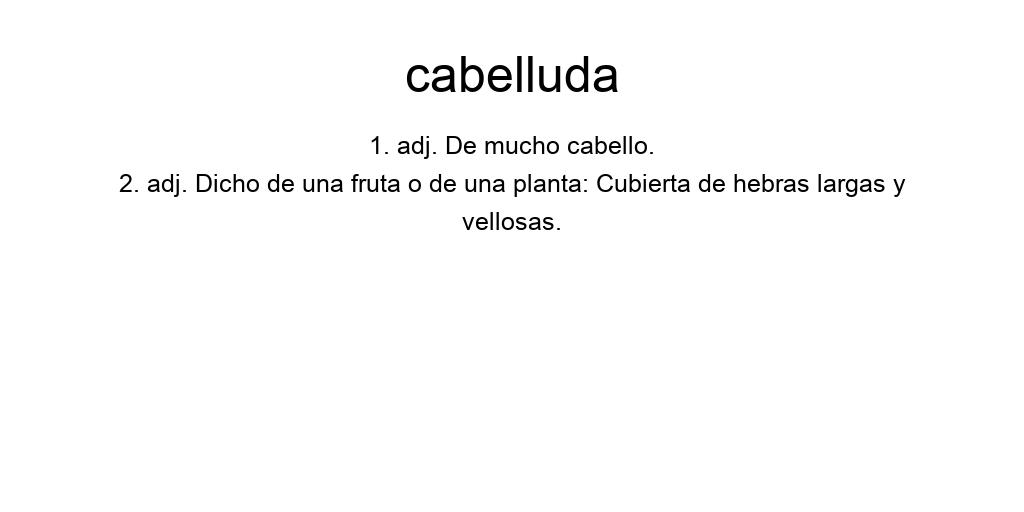 cabelluda
1. adj. De mucho cabello.
2. adj. Dicho de una fruta o de una planta: Cubierta de hebras largas y
vellosas.